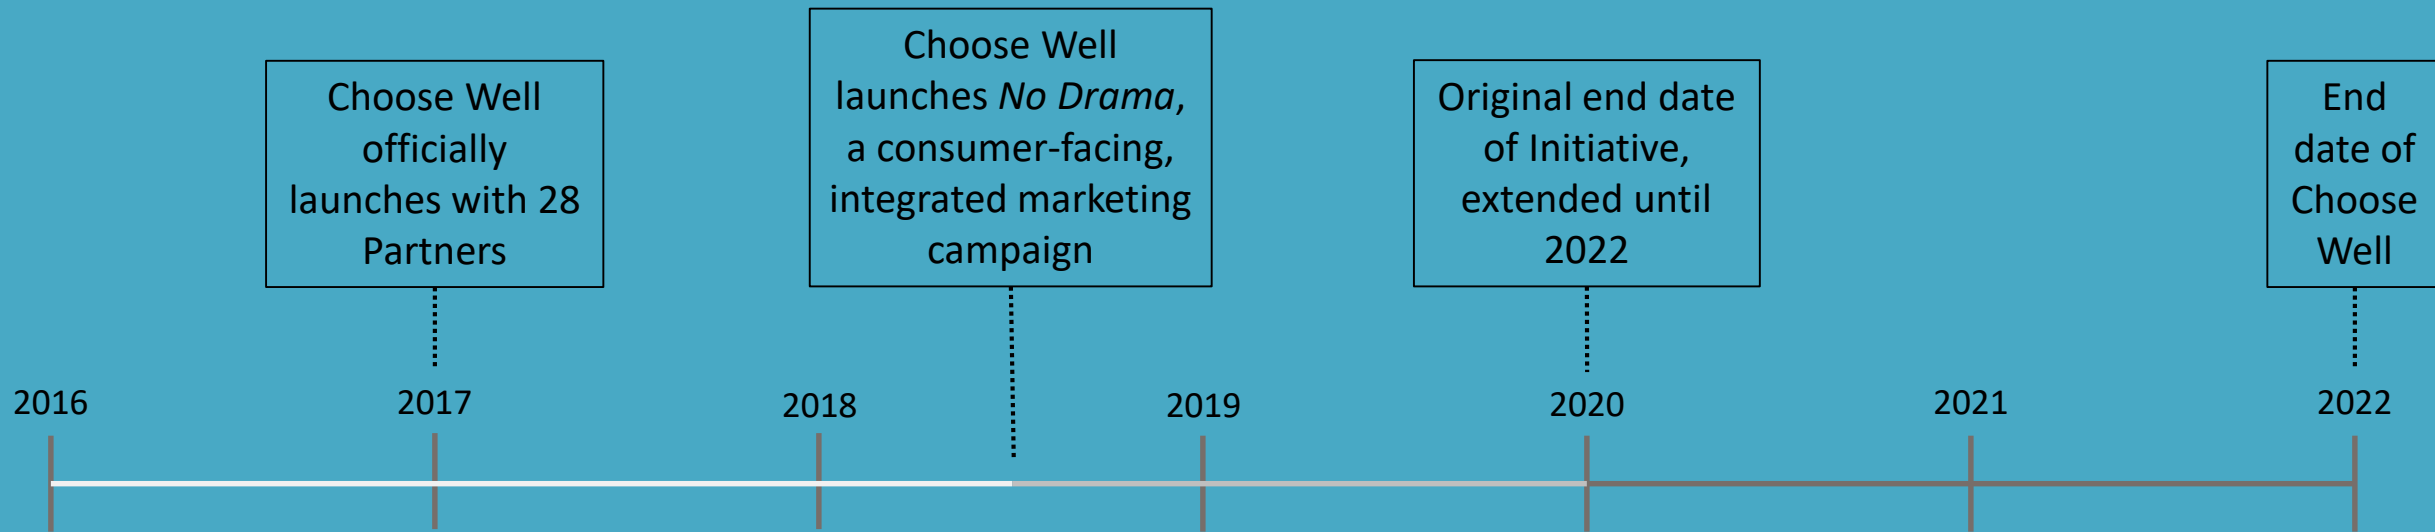 Choose Well
officially
launches with 28
Partners
Choose Well
launches No Drama,
a consumer-facing,
integrated marketing
campaign
Original end date
of Initiative,
extended until
2022
End
date of
Choose
Well
2016
2017
2018
2019
2020
2021
2022